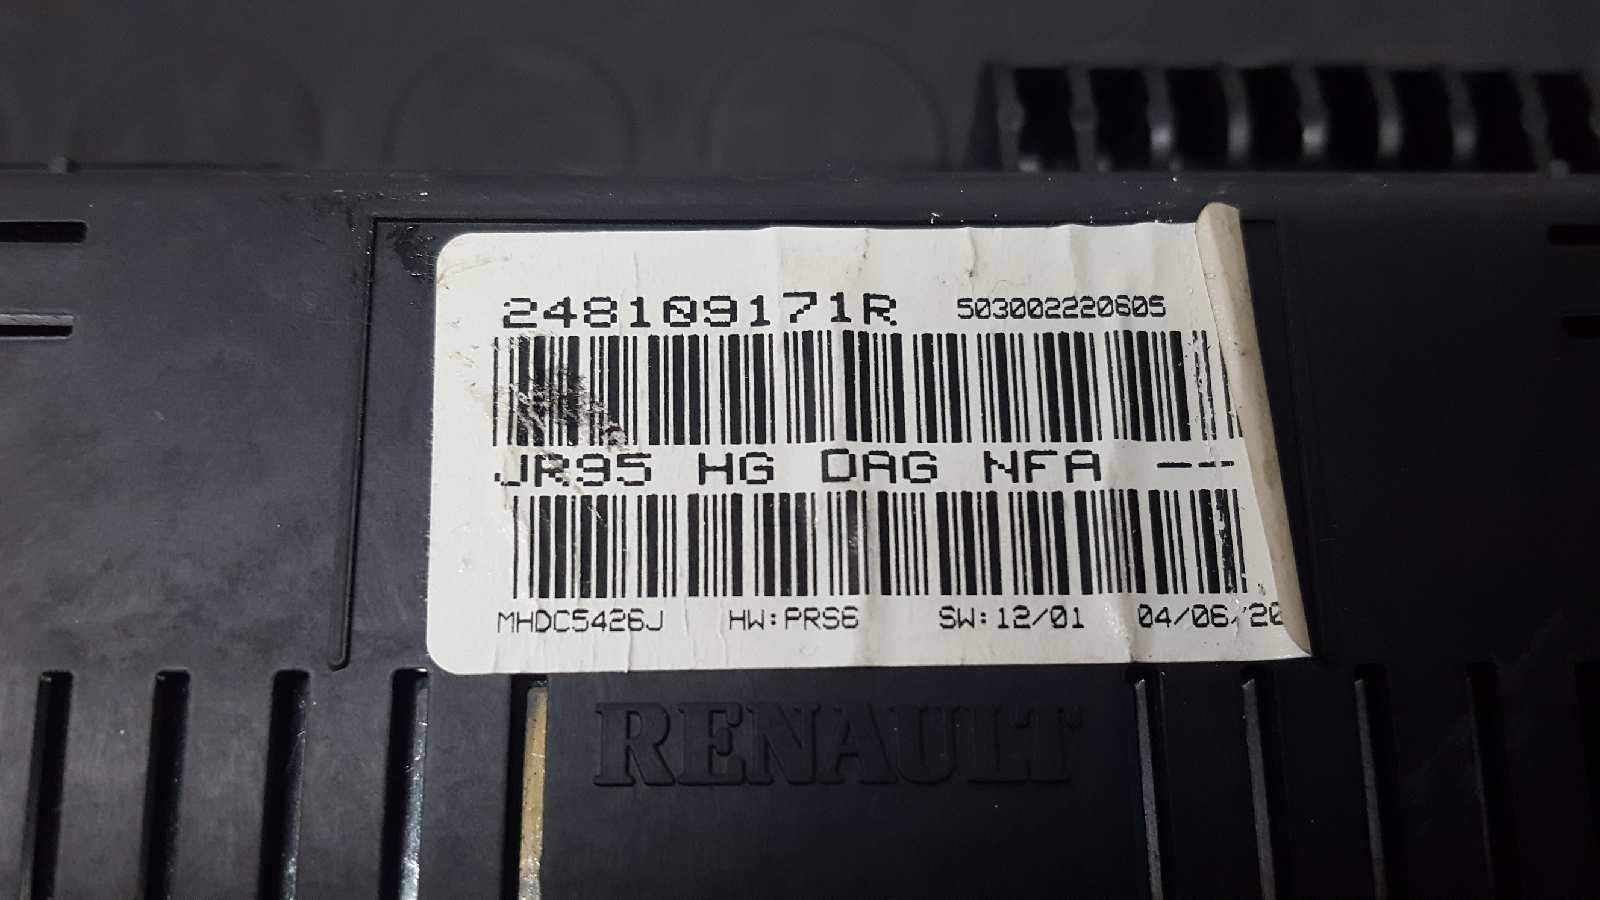 248109171R 503002220605
JR95 HG DAG NFA --
MHDC5426J HW:PRS6 SW:12/01 04/06/20
RENAULT